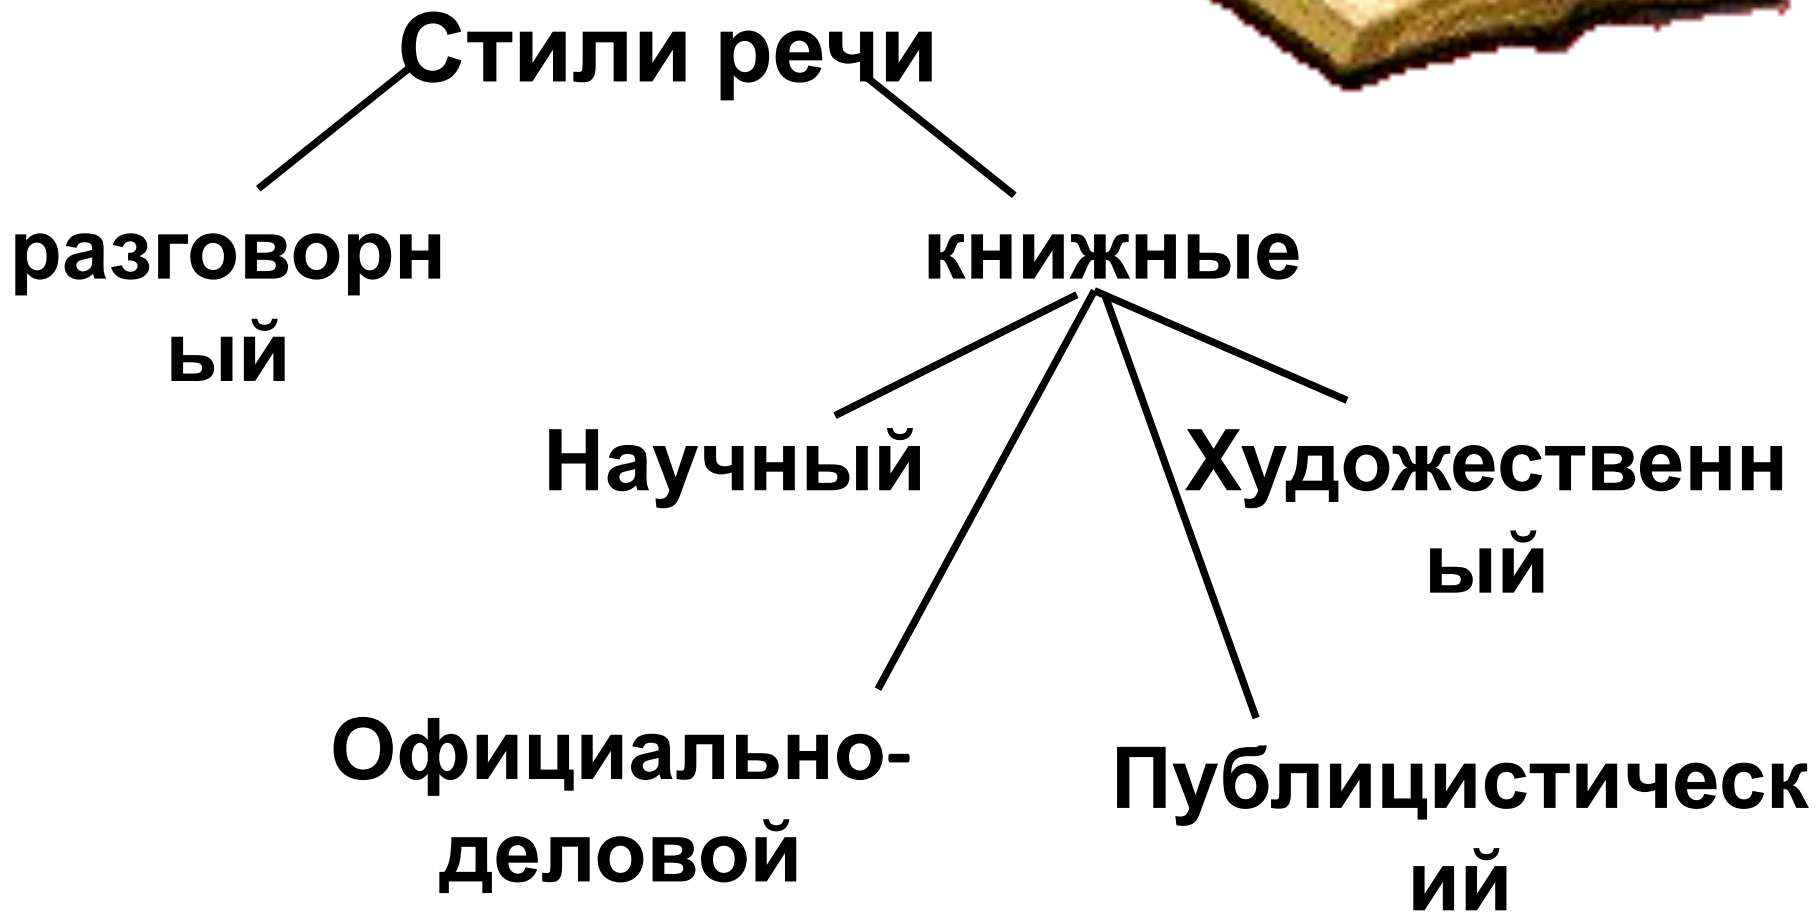 Стили речи
разговорн
ый
книжные
Научный
Художественн
ый
Официально-
деловой
Публицистическ
ий